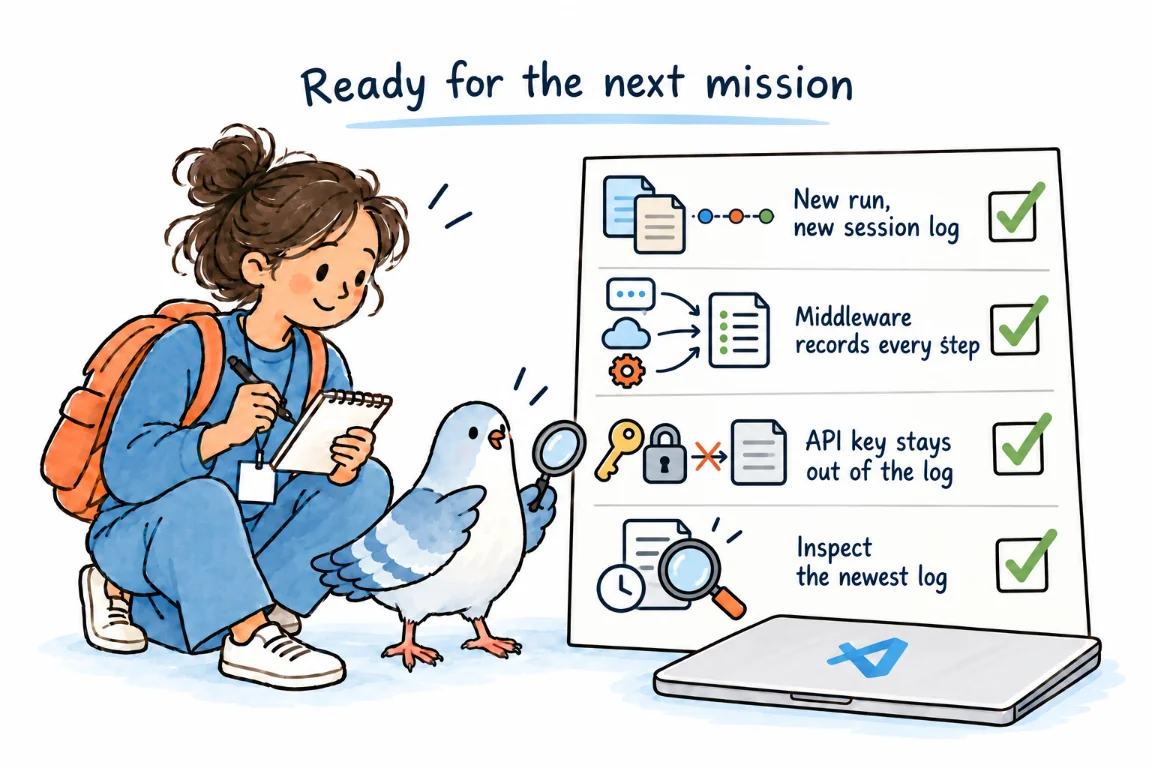 Ready for the next mission
New run,
new session log
Middleware
records every step
API key stays
out of the log
Inspect
the newest log